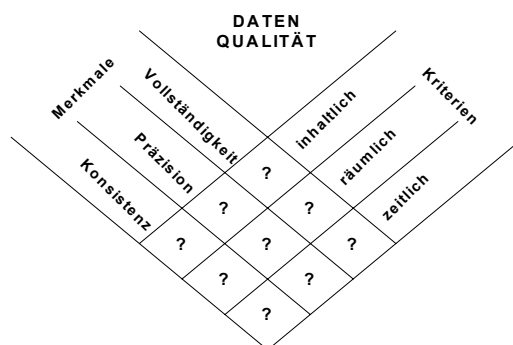 DATEN
QUALITÄT
Merkmale
Vollständigkeit
Präzision
Konsistenz
Kriterien
inhaltlich
räumlich
zeitlich
?
? ?
? ? ?
? ?
?